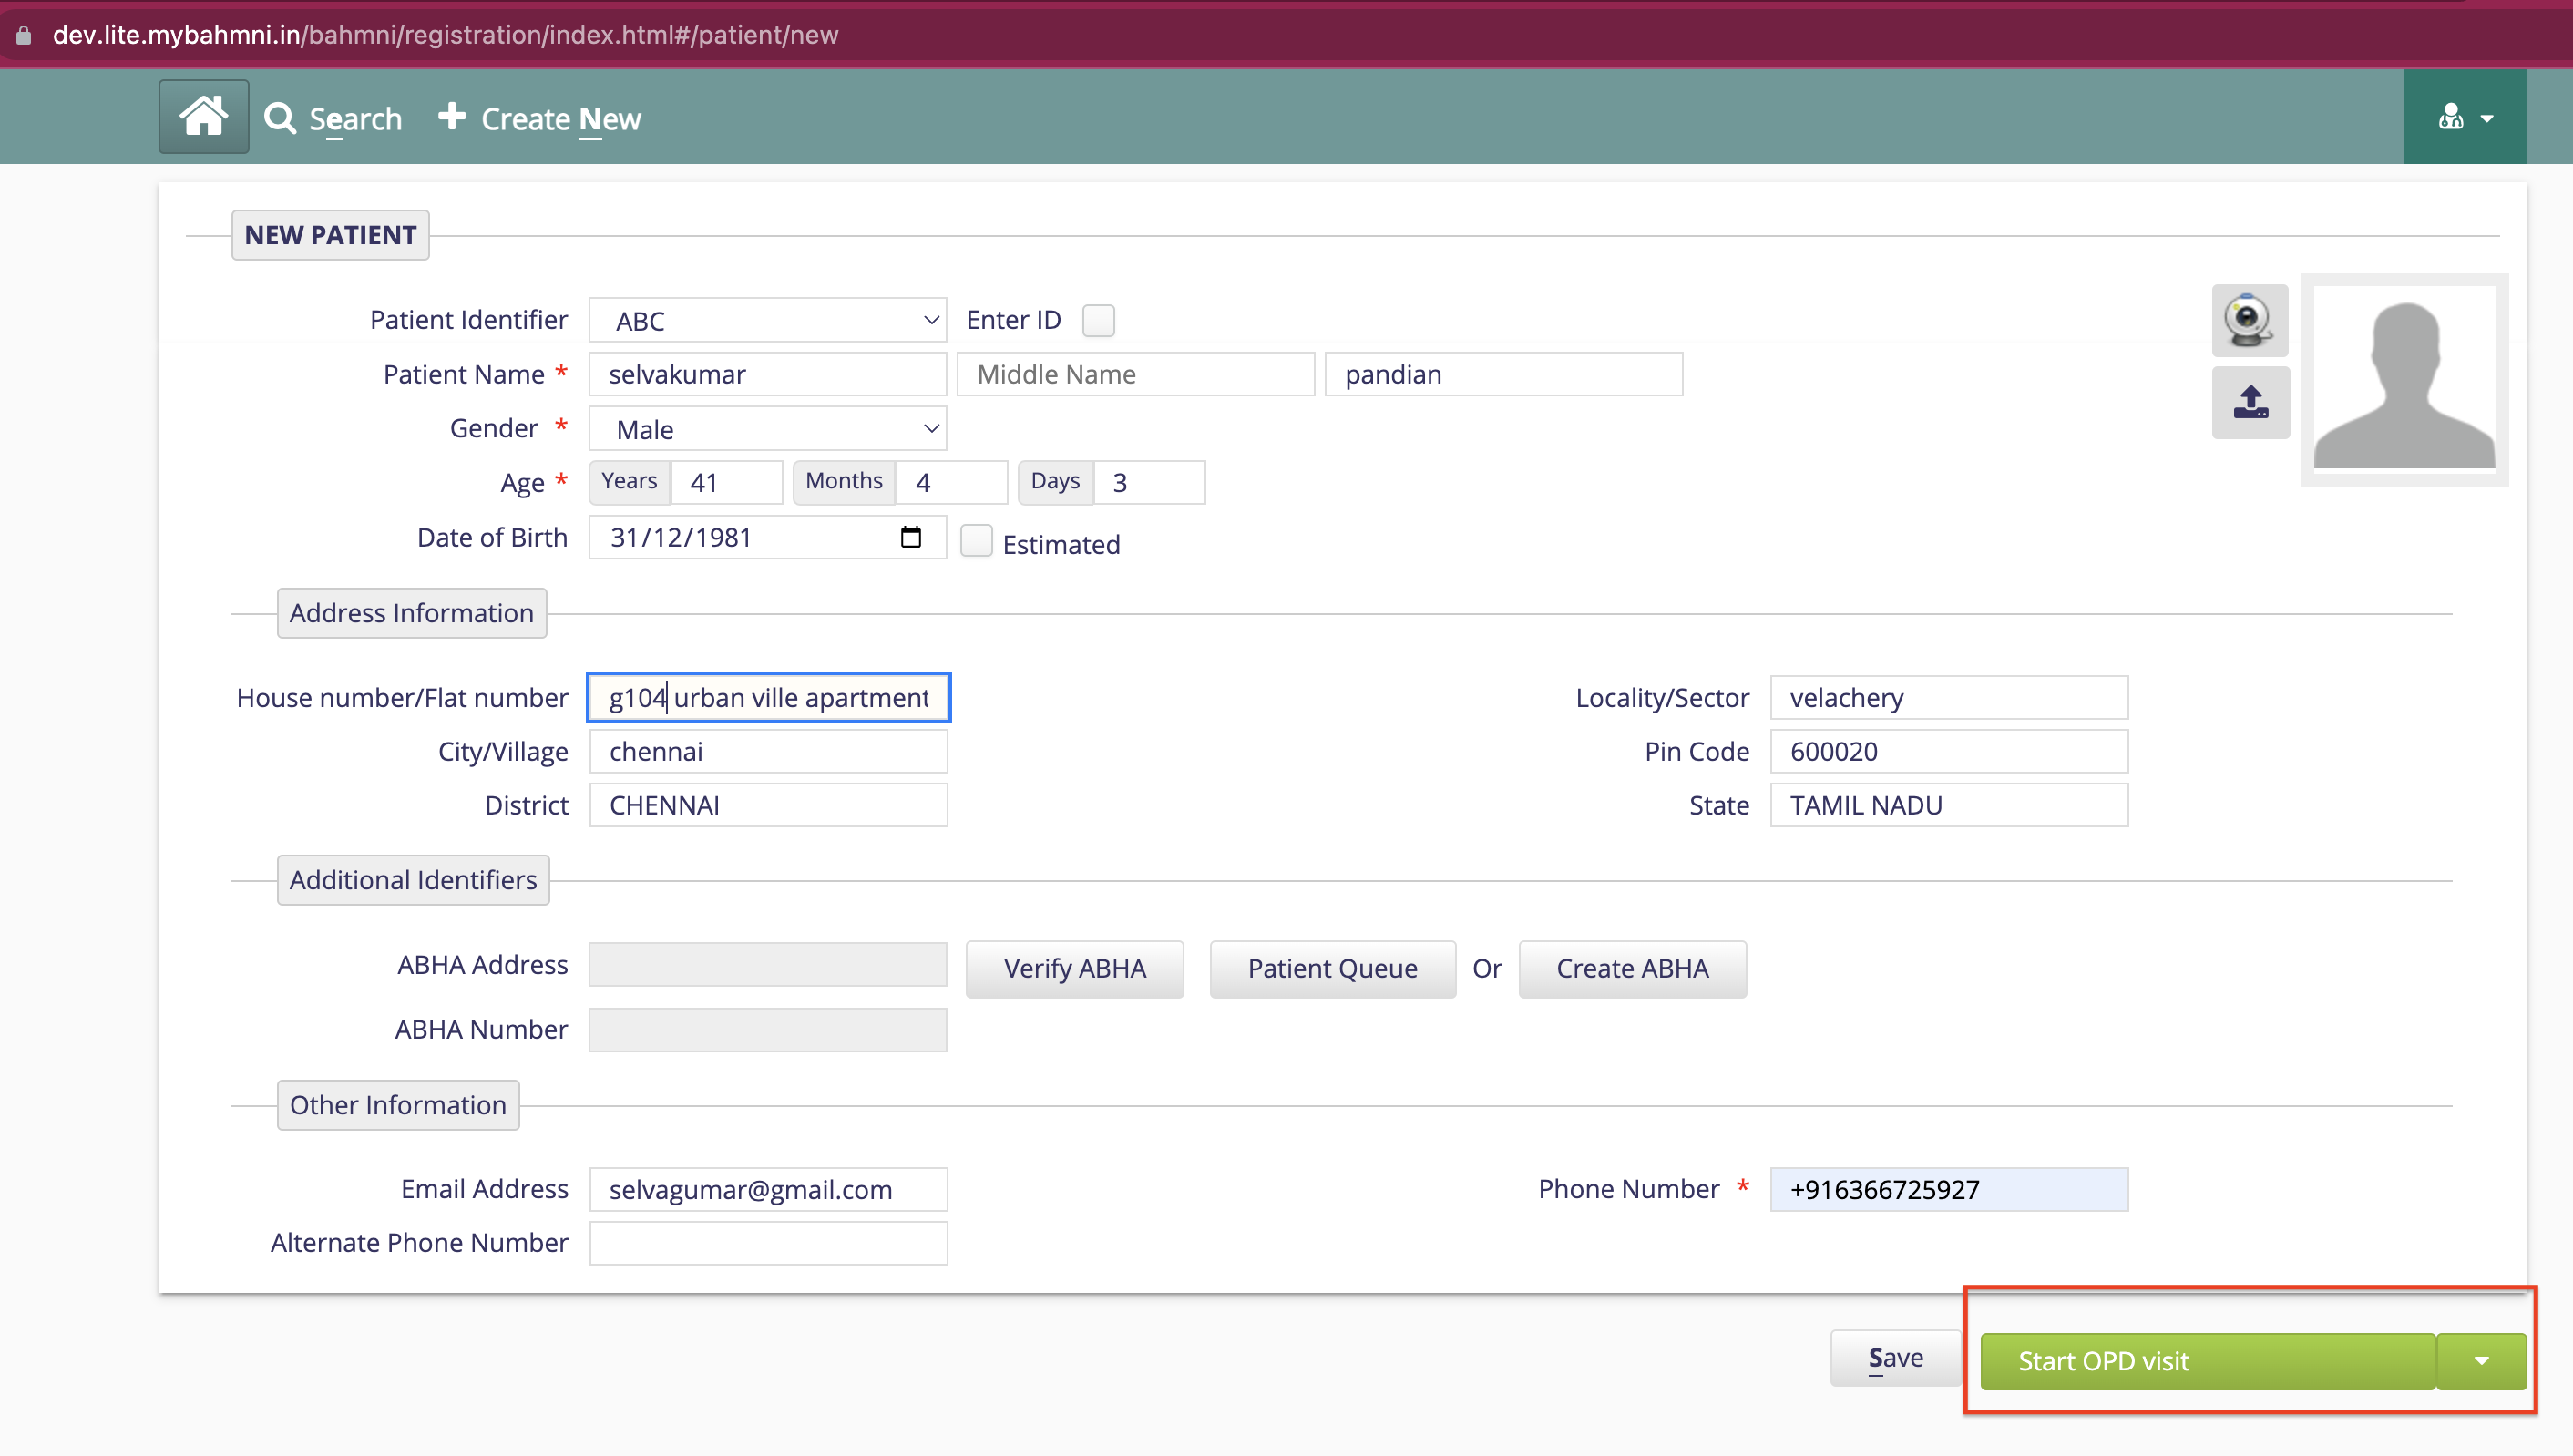 dev.lite.mybahmni.in/bahmni/registration/index.html#/patient/new
Search Create New
NEW PATIENT
Patient Identifier ABC Enter ID
Patient Name * selvakumar Middle Name pandian
Gender * Male
Age * Years 41 Months 4 Days 3
Date of Birth 31/12/1981 Estimated
Address Information
House number/Flat number g104 urban ville apartment Locality/Sector velachery
City/Village chennai Pin Code 600020
District CHENNAI State TAMIL NADU
Additional Identifiers
ABHA Address Verify ABHA Patient Queue Or Create ABHA
ABHA Number
Other Information
Email Address selvagumar@gmail.com Phone Number * +916366725927
Alternate Phone Number
Save Start OPD visit